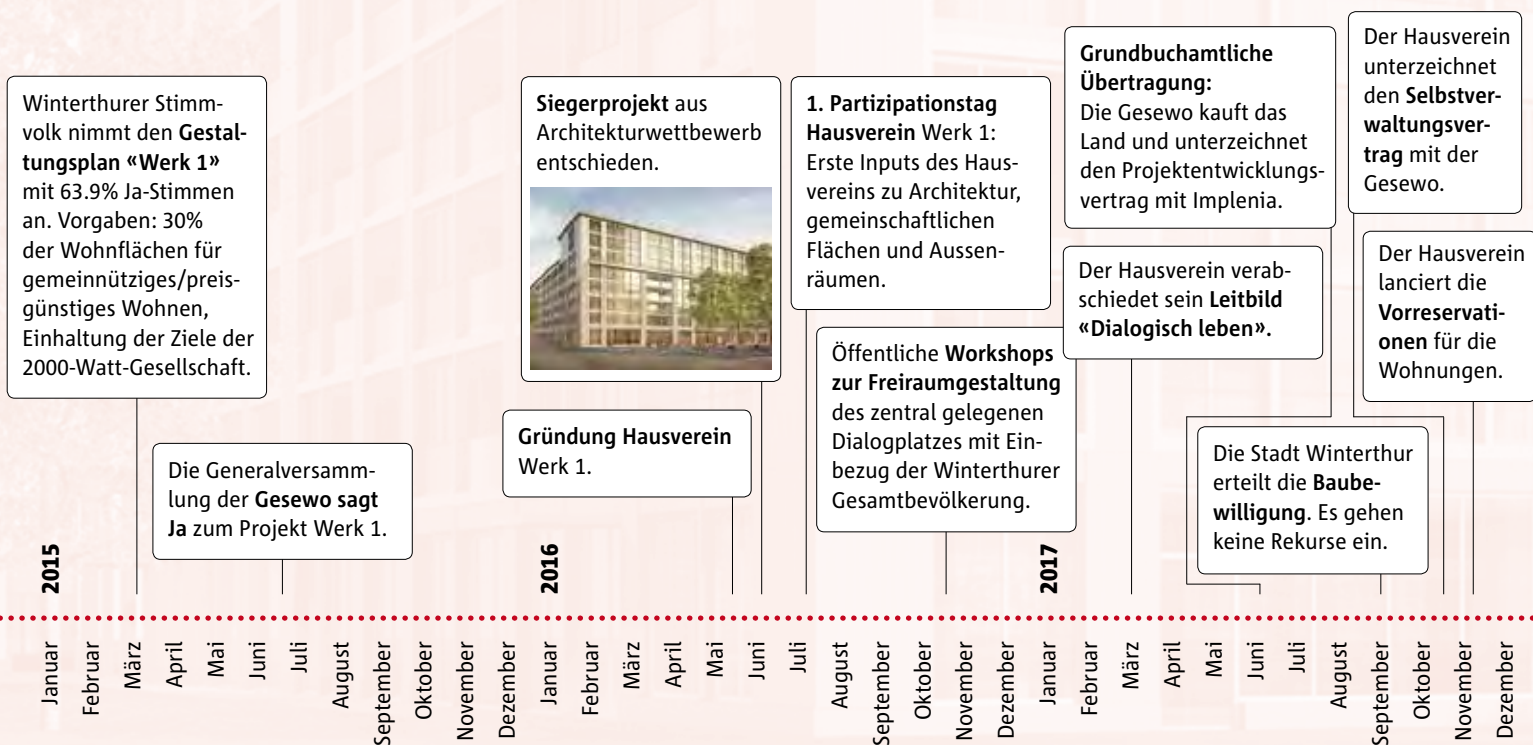 Winterthurer Stimm-
volk nimmt den Gestal-
tungsplan «Werk 1»
mit 63.9% Ja-Stimmen
an. Vorgaben: 30%
der Wohnflächen für
gemeinnütziges/preis-
günstiges Wohnen,
Einhaltung der Ziele der
2000-Watt-Gesellschaft.
Die Generalversamm-
lung der Gesewo sagt
Ja zum Projekt Werk 1.
Siegerprojekt aus
Architekturwettbewerb
entschieden.
Gründung Hausverein
Werk 1.
1. Partizipationstag
Hausverein Werk 1:
Erste Inputs des Haus-
vereins zu Architektur,
gemeinschaftlichen
Flächen und Aussen-
räumen.
Öffentliche Workshops
zur Freiraumgestaltung
des zentral gelegenen
Dialogplatzes mit Ein-
bezug der Winterthurer
Gesamtbevölkerung.
Grundbuchamtliche
Übertragung:
Die Gesewo kauft das
Land und unterzeichnet
den Projektentwicklungs-
vertrag mit Implenia.
Der Hausverein verab-
schiedet sein Leitbild
«Dialogisch leben».
Die Stadt Winterthur
erteilt die Baube-
willigung. Es gehen
keine Rekurse ein.
Der Hausverein
unterzeichnet
den Selbstver-
waltungsver-
trag mit der
Gesewo.
Der Hausverein
lanciert die
Vorreservati-
onen für die
Wohnungen.
2015
2016
2017
Januar
Februar
März
April
Mai
Juni
Juli
August
September
Oktober
November
Dezember
Januar
Februar
März
April
Mai
Juni
Juli
August
September
Oktober
November
Dezember
Januar
Februar
März
April
Mai
Juni
Juli
August
September
Oktober
November
Dezember